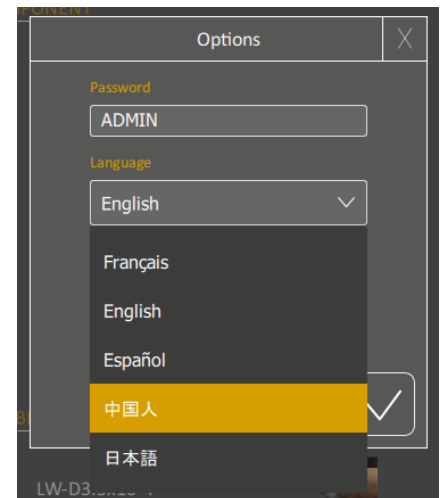 Options
X
Password
ADMIN
Language
English
Français
English
Español
中国人
日本語